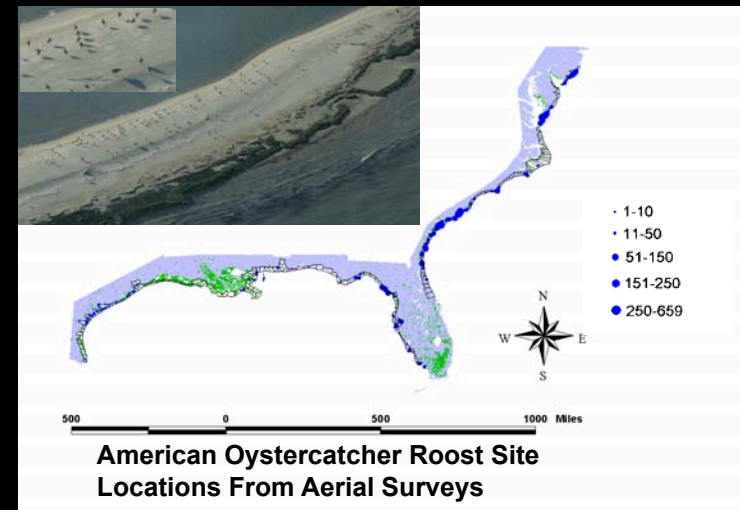 1-10
11-50
51-150
151-250
250-659
N
W E
S
500 0 500 1000 Miles
American Oystercatcher Roost Site
Locations From Aerial Surveys